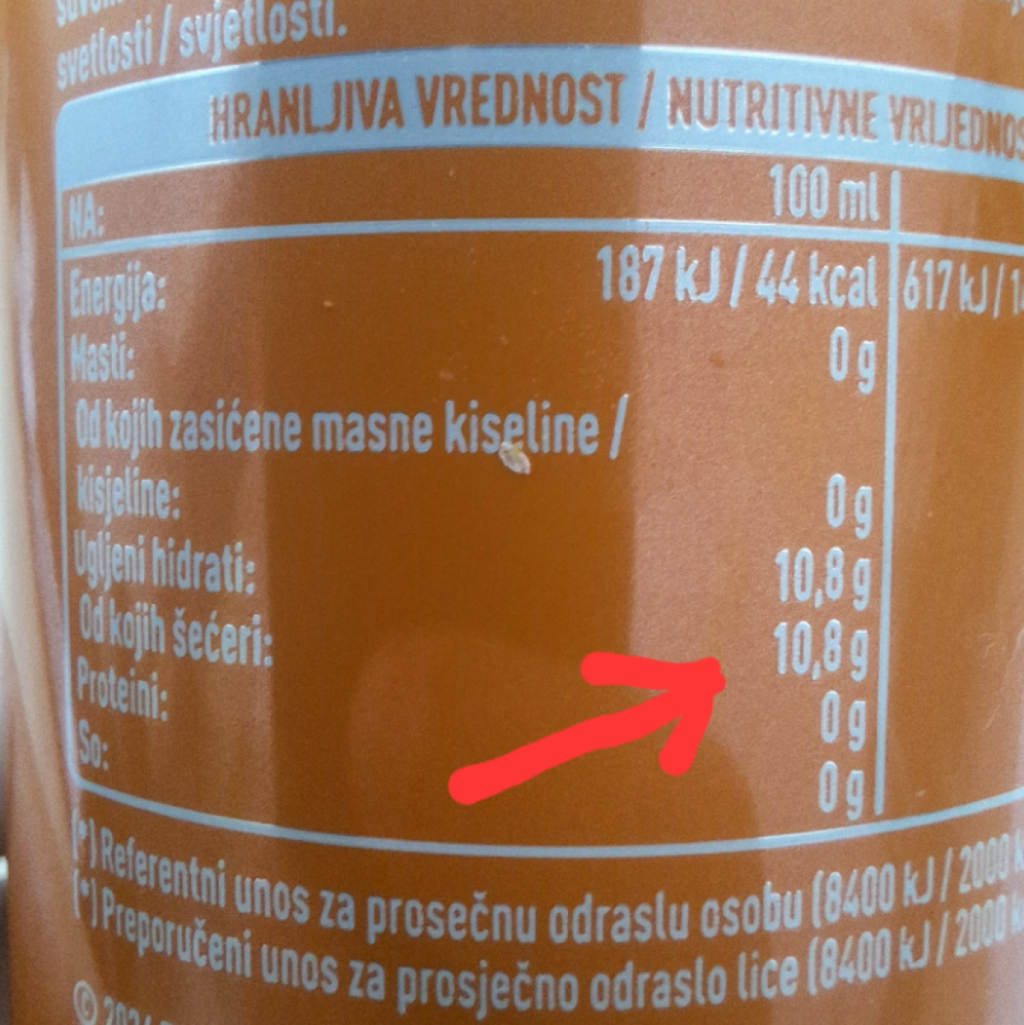 svetlosti / svjetlosti.
HRANLJIVA VREDNOST / NUTRITIVNE
NA: 100 ml
Energija: 187 kJ / 44 kcal 617 kJ /
Masti: 0 g
Od kojih zasićene masne kiseline /
kisjeline: 0 g
Ugljeni hidrati: 10,8 g
Od kojih šećeri: 10,8 g
Proteini: 0 g
So: 0 g
(*) Referentni unos za prosečnu odraslu osobu (8400 kJ / 2000
(*) Preporučeni unos za prosječno odraslo lice (8400 kJ / 2000
©